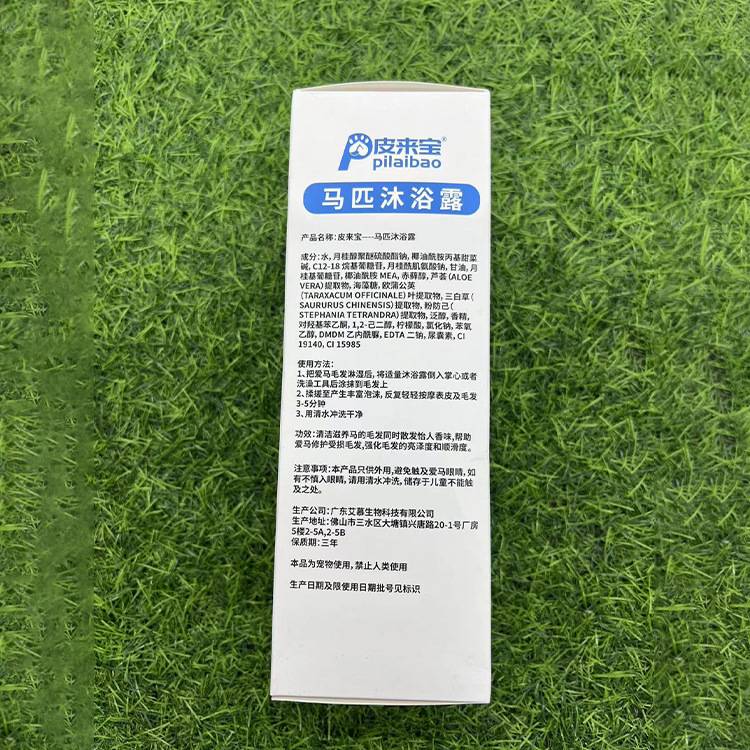 皮来宝®
pilaibao
马匹沐浴露
产品名称:皮来宝----马匹沐浴露
成分:水,月桂醇聚醚硫酸酯钠,椰油酰胺丙基甜菜
碱,C12-18 烷基葡糖苷,月桂酰肌氨酸钠,甘油,月
桂基葡糖苷,椰油酰胺 MEA,赤藓醇,芦荟(ALOE
VERA)提取物,海藻糖,欧蒲公英
(TARAXACUM OFFICINALE)叶提取物,三白草(
SAURURUS CHINENSIS)提取物,粉防己(
STEPHANIA TETRANDRA)提取物,泛醇,香精,
对羟基苯乙酮,1,2-己二醇,柠檬酸,氯化钠,苯氧
乙醇,DMDM 乙内酰脲,EDTA 二钠,尿囊素,CI
19140,CI 15985
使用方法:
1、把爱马毛发淋湿后,将适量沐浴露倒入掌心或者
洗澡工具后涂抹到毛发上
2、揉搓至产生丰富泡沫,反复轻轻按摩表皮及毛发
3-5分钟
3、用清水冲洗干净
功效:清洁滋养马的毛发同时散发怡人香味,帮助
爱马修护受损毛发,强化毛发的亮泽度和顺滑度。
注意事项:本产品只供外用,避免触及爱马眼睛,如
有不慎入眼睛,请用清水冲洗,储存于儿童不能触
及之处。
生产公司:广东艾慕生物科技有限公司
生产地址:佛山市三水区大塘镇兴唐路20-1号厂房
5楼2-5A,2-5B
保质期:三年
本品为宠物使用,禁止人类使用
生产日期及限使用日期批号见标识